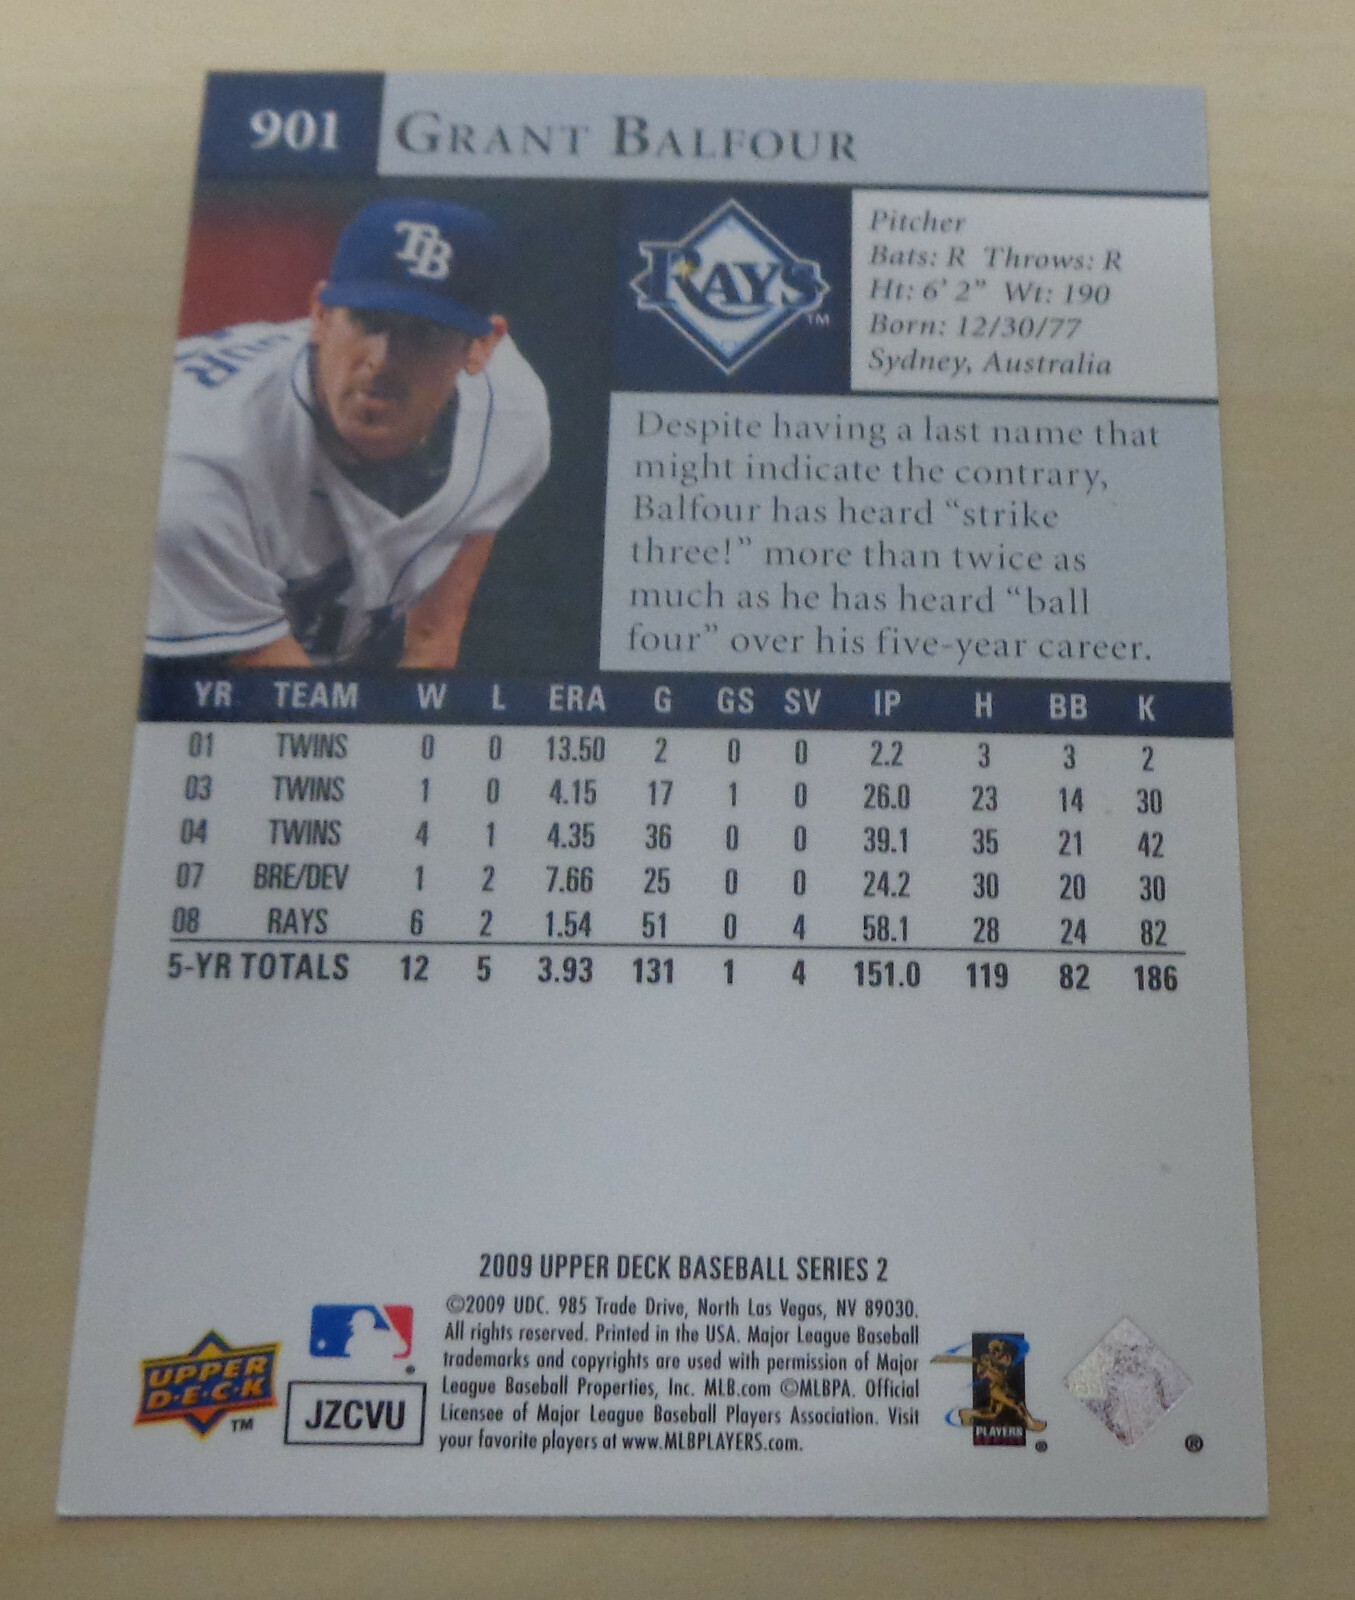 901 GRANT BALFOUR
TB
RAYS
TM
UR
Pitcher
Bats: R Throws: R
Ht: 6' 2" Wt: 190
Born: 12/30/77
Sydney, Australia
Despite having a last name that
might indicate the contrary,
Balfour has heard “strike
three!” more than twice as
much as he has heard “ball
four” over his five-year career.
YR TEAM W L ERA G GS SV IP H BB K
01 TWINS 0 0 13.50 2 0 0 2.2 3 3 2
03 TWINS 1 0 4.15 17 1 0 26.0 23 14 30
04 TWINS 4 1 4.35 36 0 0 39.1 35 21 42
07 BRE/DEV 1 2 7.66 25 0 0 24.2 30 20 30
08 RAYS 6 2 1.54 51 0 4 58.1 28 24 82
5-YR TOTALS 12 5 3.93 131 1 4 151.0 119 82 186
2009 UPPER DECK BASEBALL SERIES 2
©2009 UDC. 985 Trade Drive, North Las Vegas, NV 89030.
All rights reserved. Printed in the USA. Major League Baseball
trademarks and copyrights are used with permission of Major
League Baseball Properties, Inc. MLB.com ©MLBPA. Official
Licensee of Major League Baseball Players Association. Visit
your favorite players at www.MLBPLAYERS.com.
UPPER
D·E·C·K
TM
®
JZCVU
PLAYERS
®
®